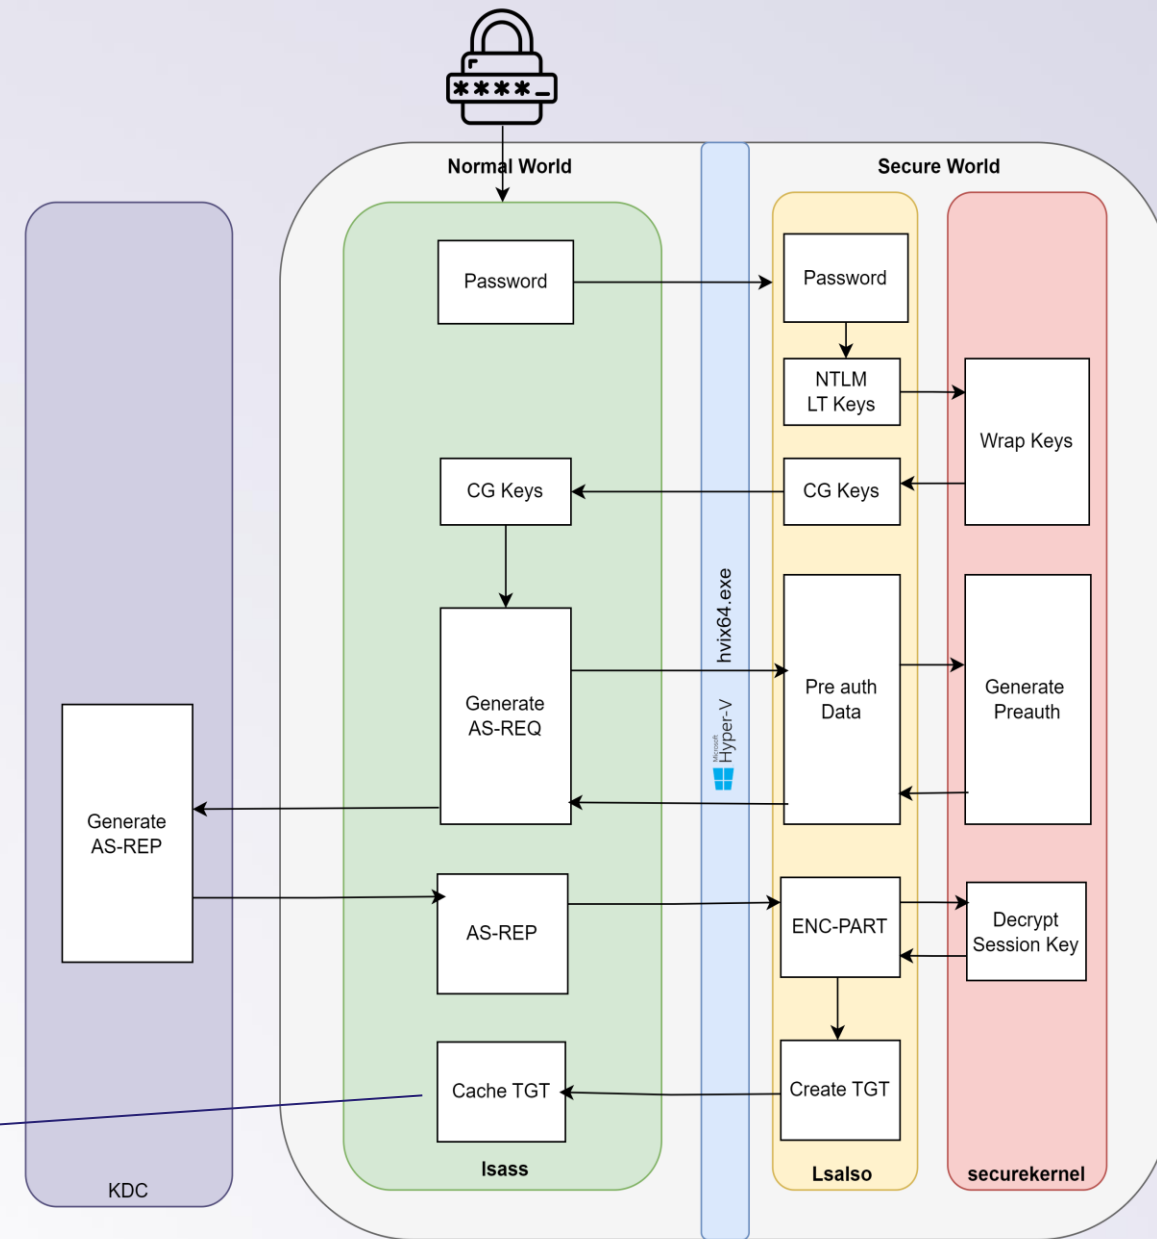 ****_
Normal World
Secure World
Password
Password
NTLM
LT Keys
Wrap Keys
CG Keys
CG Keys
hvix64.exe
Microsoft
Hyper-V
Generate
AS-REQ
Pre auth
Data
Generate
Preauth
Generate
AS-REP
AS-REP
ENC-PART
Decrypt
Session Key
Cache TGT
Create TGT
KDC
lsass
LsaIso
securekernel